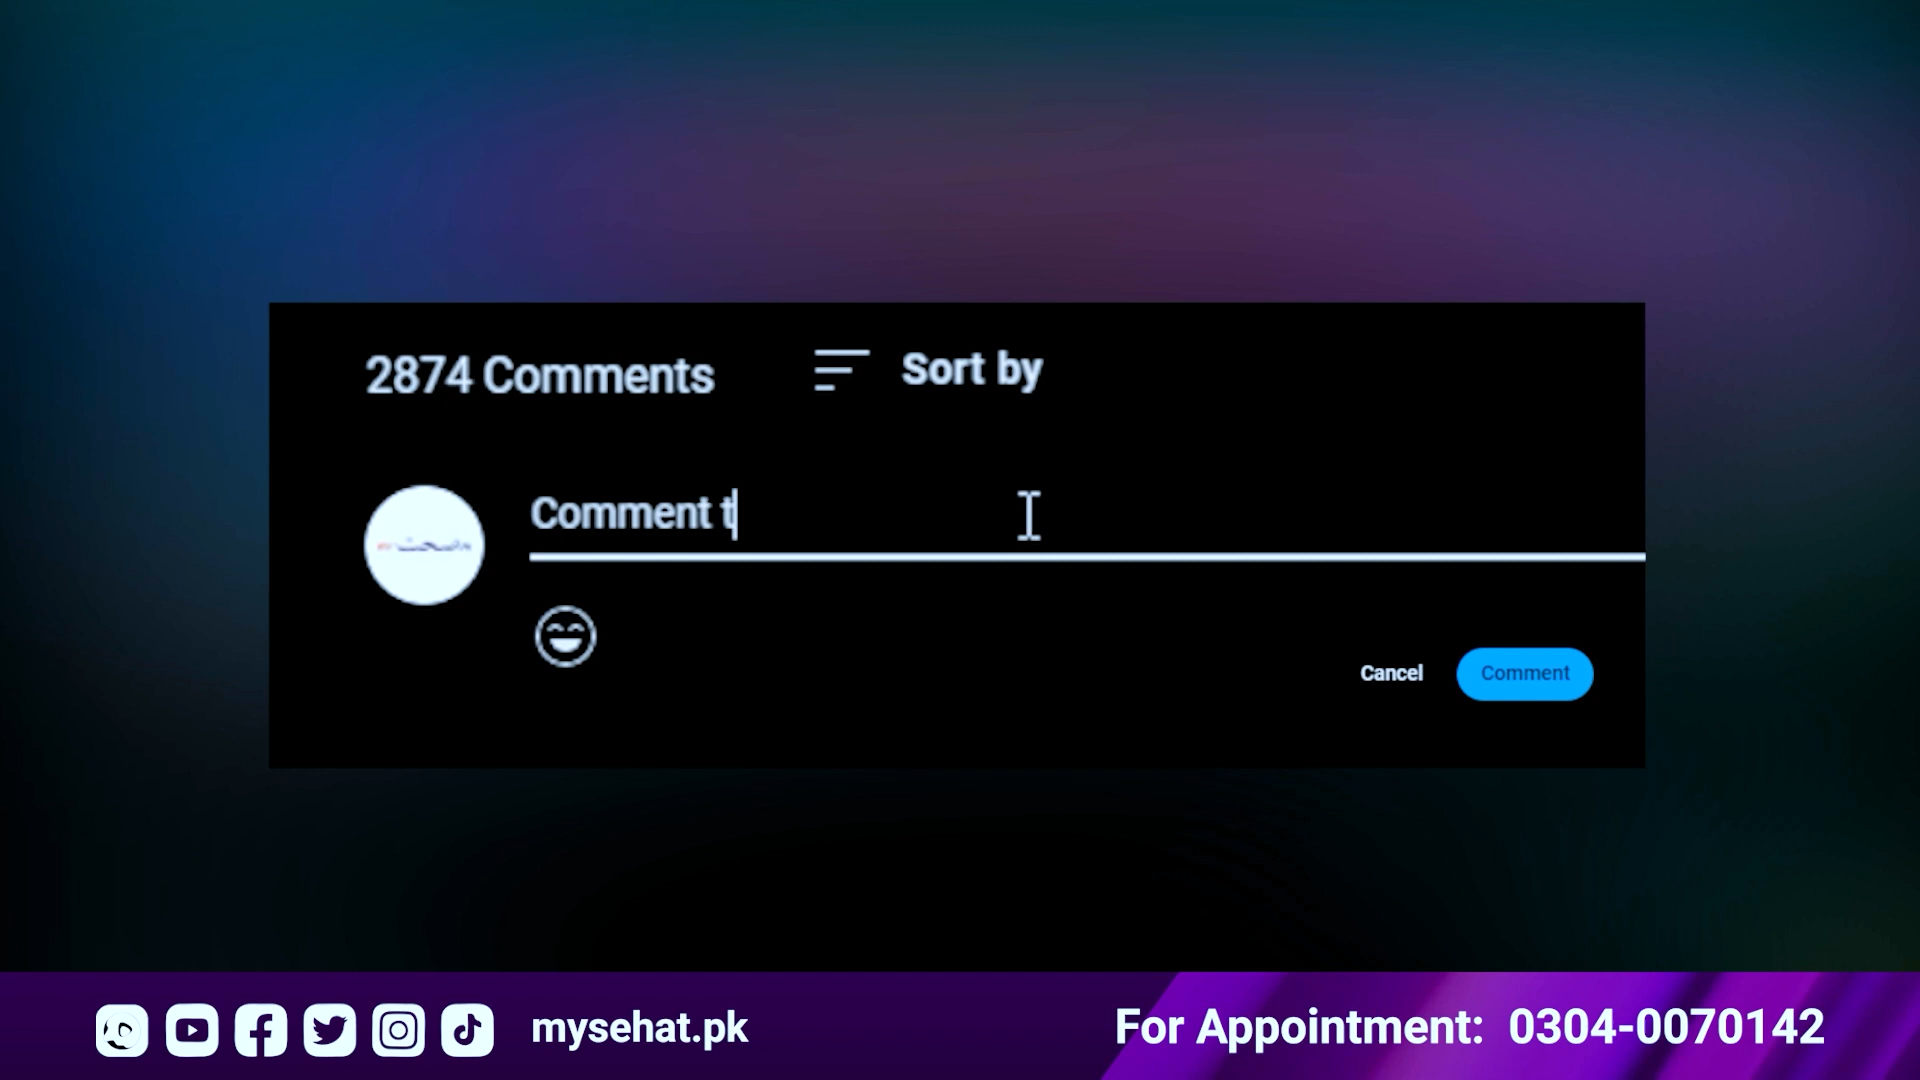 2874 Comments
Sort by
Comment t
Cancel
Comment
mysehat.pk
For Appointment: 0304-0070142